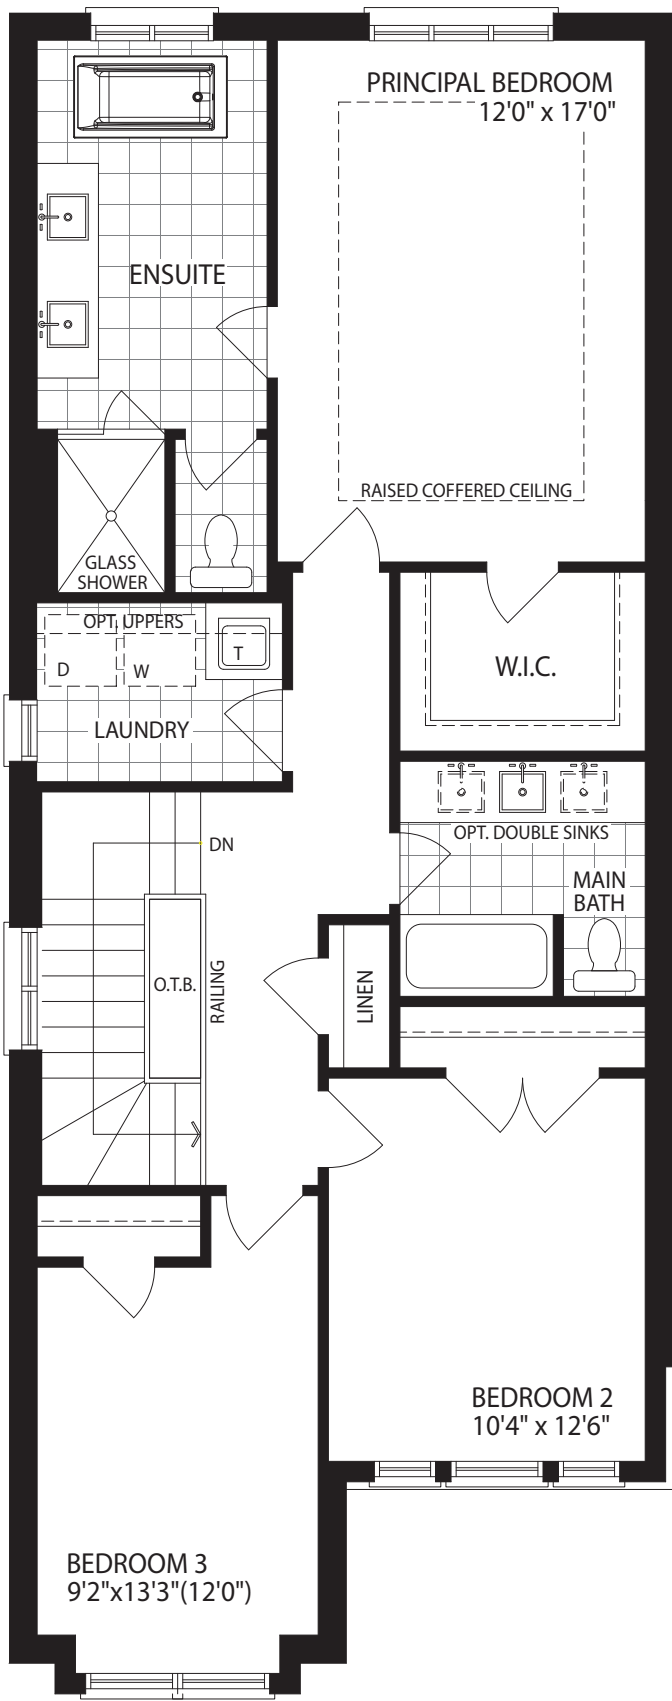 PRINCIPAL BEDROOM
12'0" x 17'0"
ENSUITE
RAISED COFFERED CEILING
GLASS
SHOWER
OPT. UPPERS
D
W
T
LAUNDRY
W.I.C.
OPT. DOUBLE SINKS
MAIN
BATH
DN
O.T.B.
RAILING
LINEN
BEDROOM 2
10'4" x 12'6"
BEDROOM 3
9'2"x13'3"(12'0")